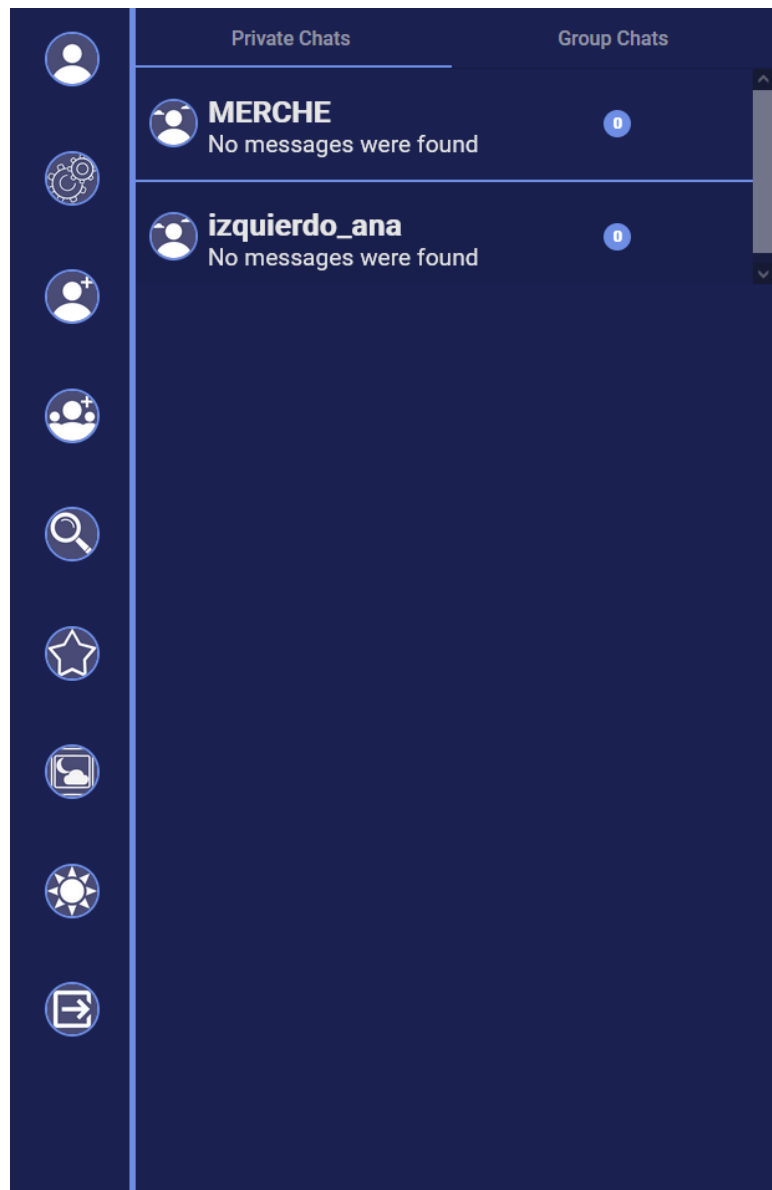 Private Chats
Group Chats
MERCHE
No messages were found
0
izquierdo_ana
No messages were found
0